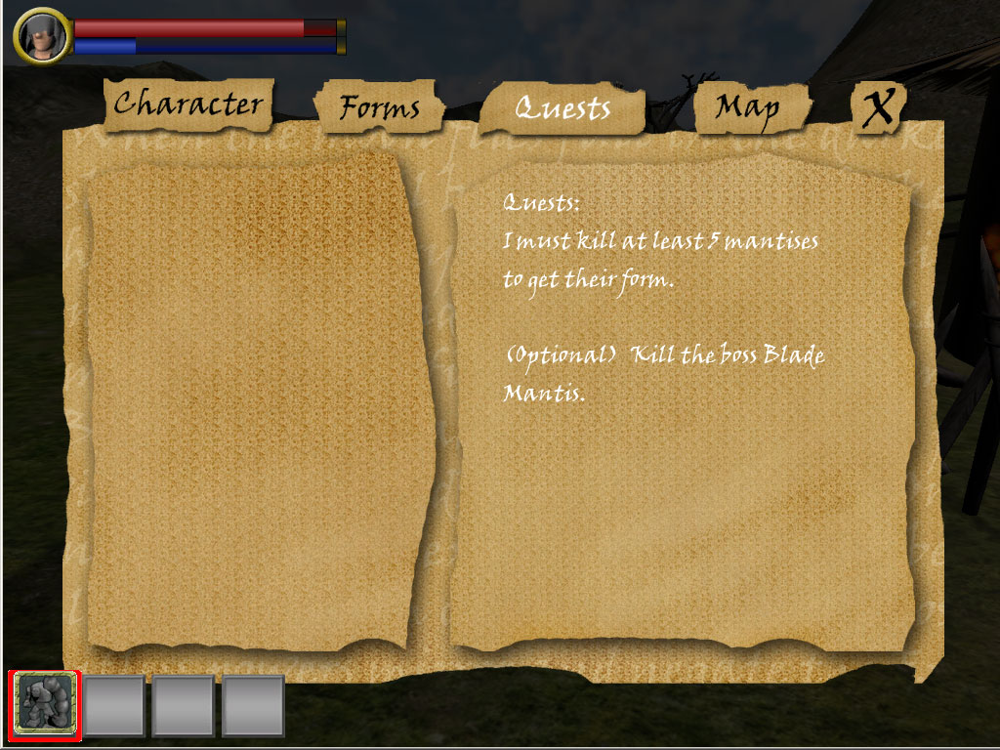 Character Forms Quests Map X
Quests:
I must kill at least 5 mantises
to get their form.
(Optional) Kill the boss Blade
Mantis.